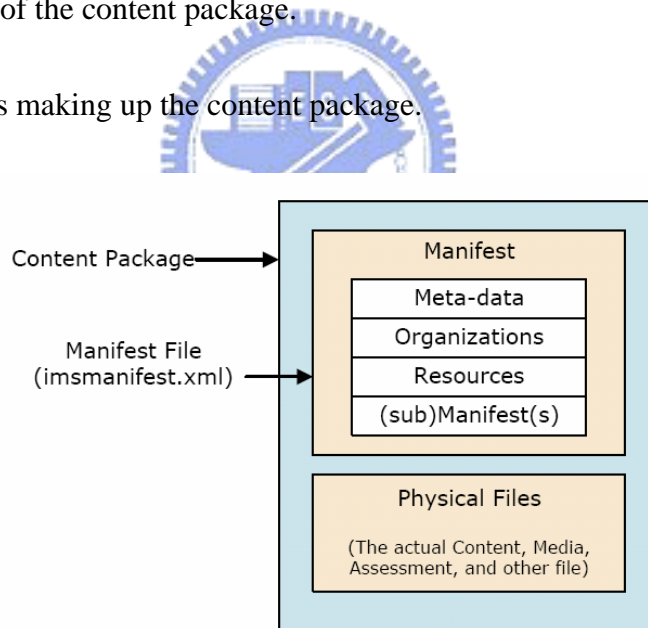 of the content package.
s making up the content package.
Content Package
Manifest
Meta-data
Organizations
Resources
(sub)Manifest(s)
Manifest File
(imsmanifest.xml)
Physical Files
(The actual Content, Media,
Assessment, and other file)